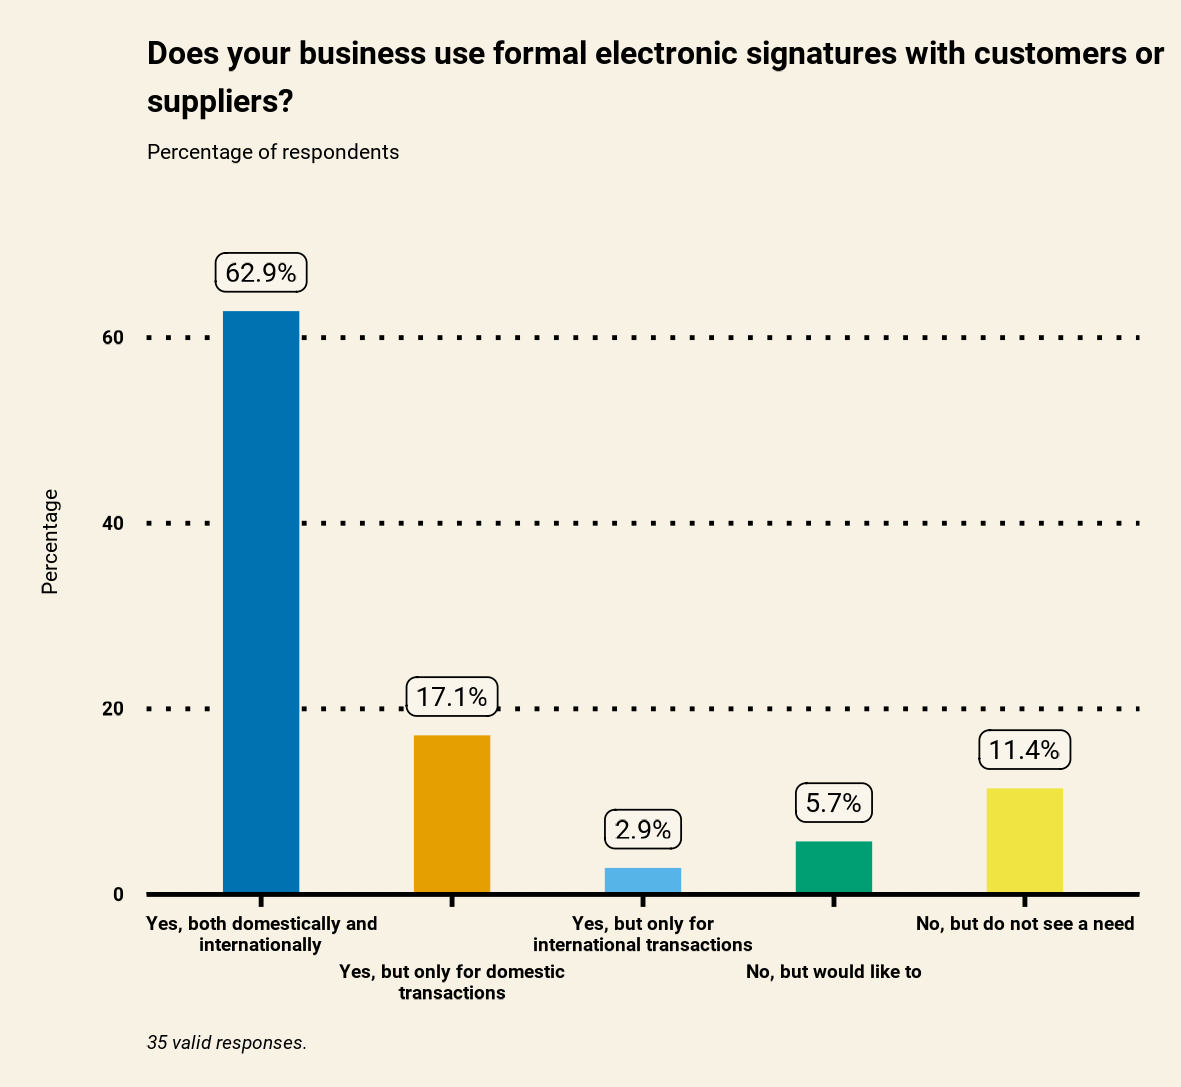 Does your business use formal electronic signatures with customers or
suppliers?
Percentage of respondents
62.9%
60
40
Percentage
17.1%
20
11.4%
5.7%
2.9%
0
Yes, both domestically and
internationally
Yes, but only for domestic
transactions
Yes, but only for
international transactions
No, but would like to
No, but do not see a need
35 valid responses.